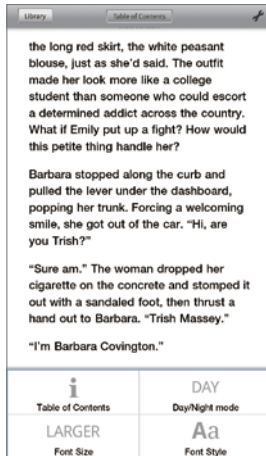 Library
Table of Contents
the long red skirt, the white peasant
blouse, just as she'd said. The outfit
made her look more like a college
student than someone who could escort
a determined addict across the country.
What if Emily put up a fight? How would
this petite thing handle her?
Barbara stopped along the curb and
pulled the lever under the dashboard,
popping her trunk. Forcing a welcoming
smile, she got out of the car. “Hi, are
you Trish?”
“Sure am.” The woman dropped her
cigarette on the concrete and stomped it
out with a sandaled foot, then thrust a
hand out to Barbara. “Trish Massey.”
“I'm Barbara Covington.”
i
Table of Contents
DAY
Day/Night mode
LARGER
Font Size
Aa
Font Style